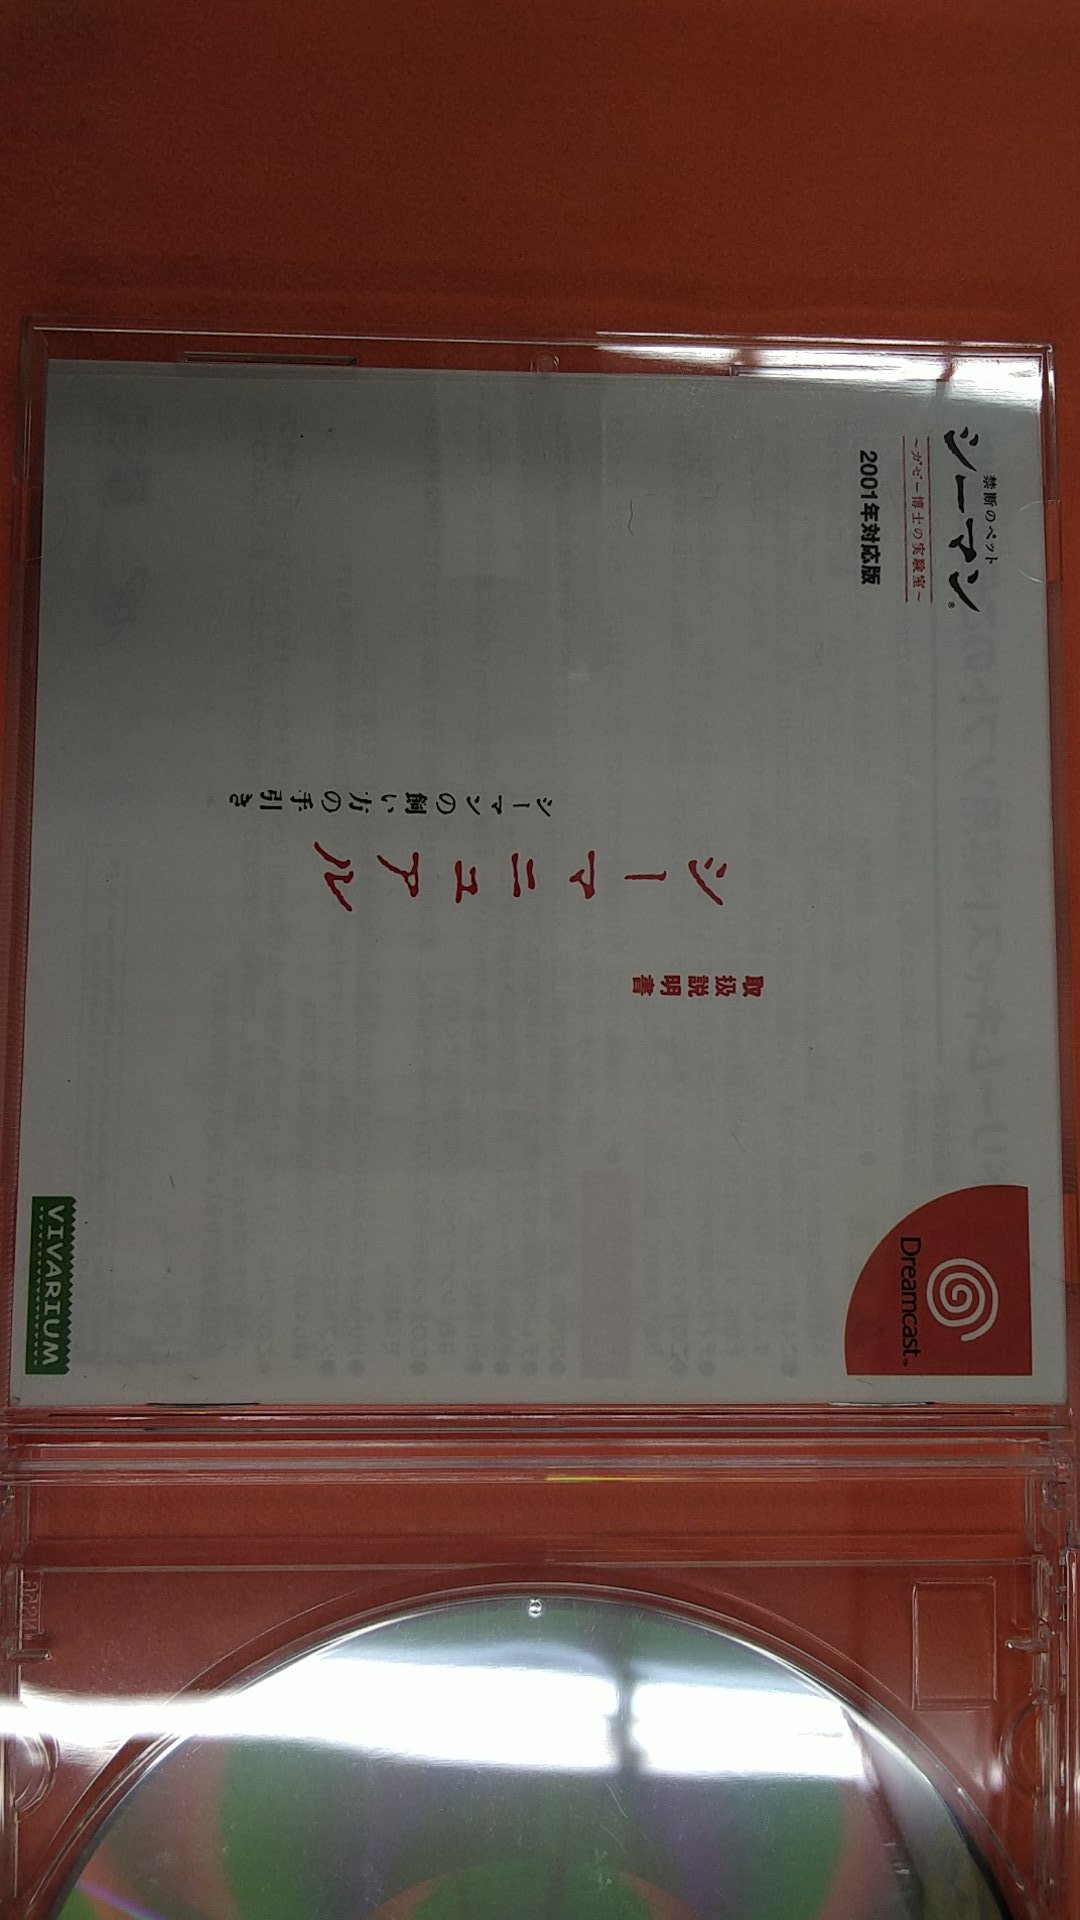 禁断のペット
シーマン®
~ガゼー博士の実験室~
2001年対応版
取扱説明書
シーマニュアル
シーマンの飼い方の手引き
Dreamcast™
VIVARIUM